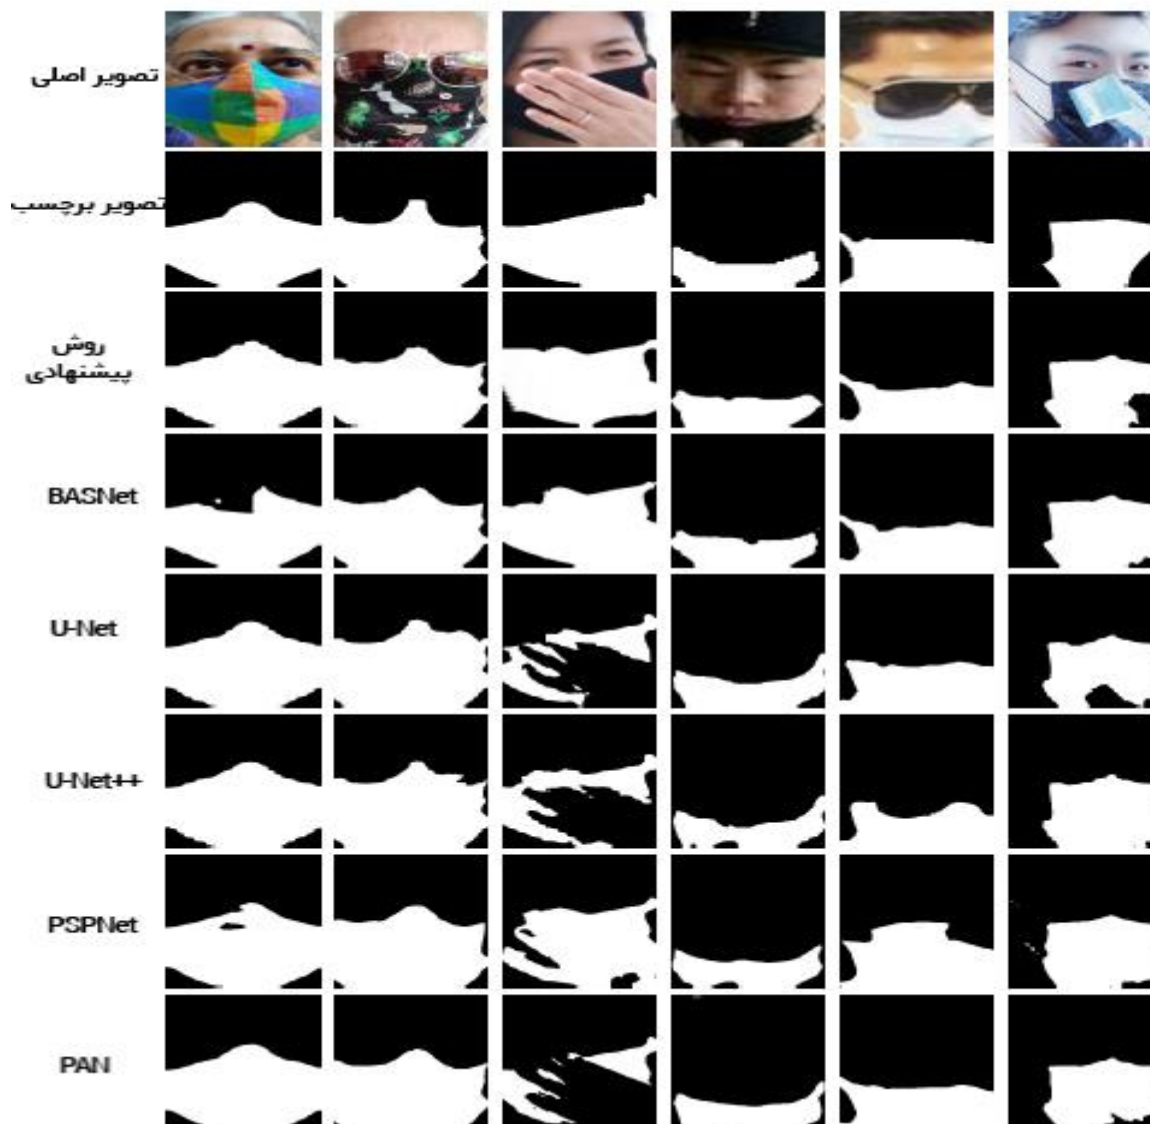 تصویر اصلی
تصویر برچسب
روش
پیشنهادی
BASNet
U-Net
U-Net++
PSPNet
PAN